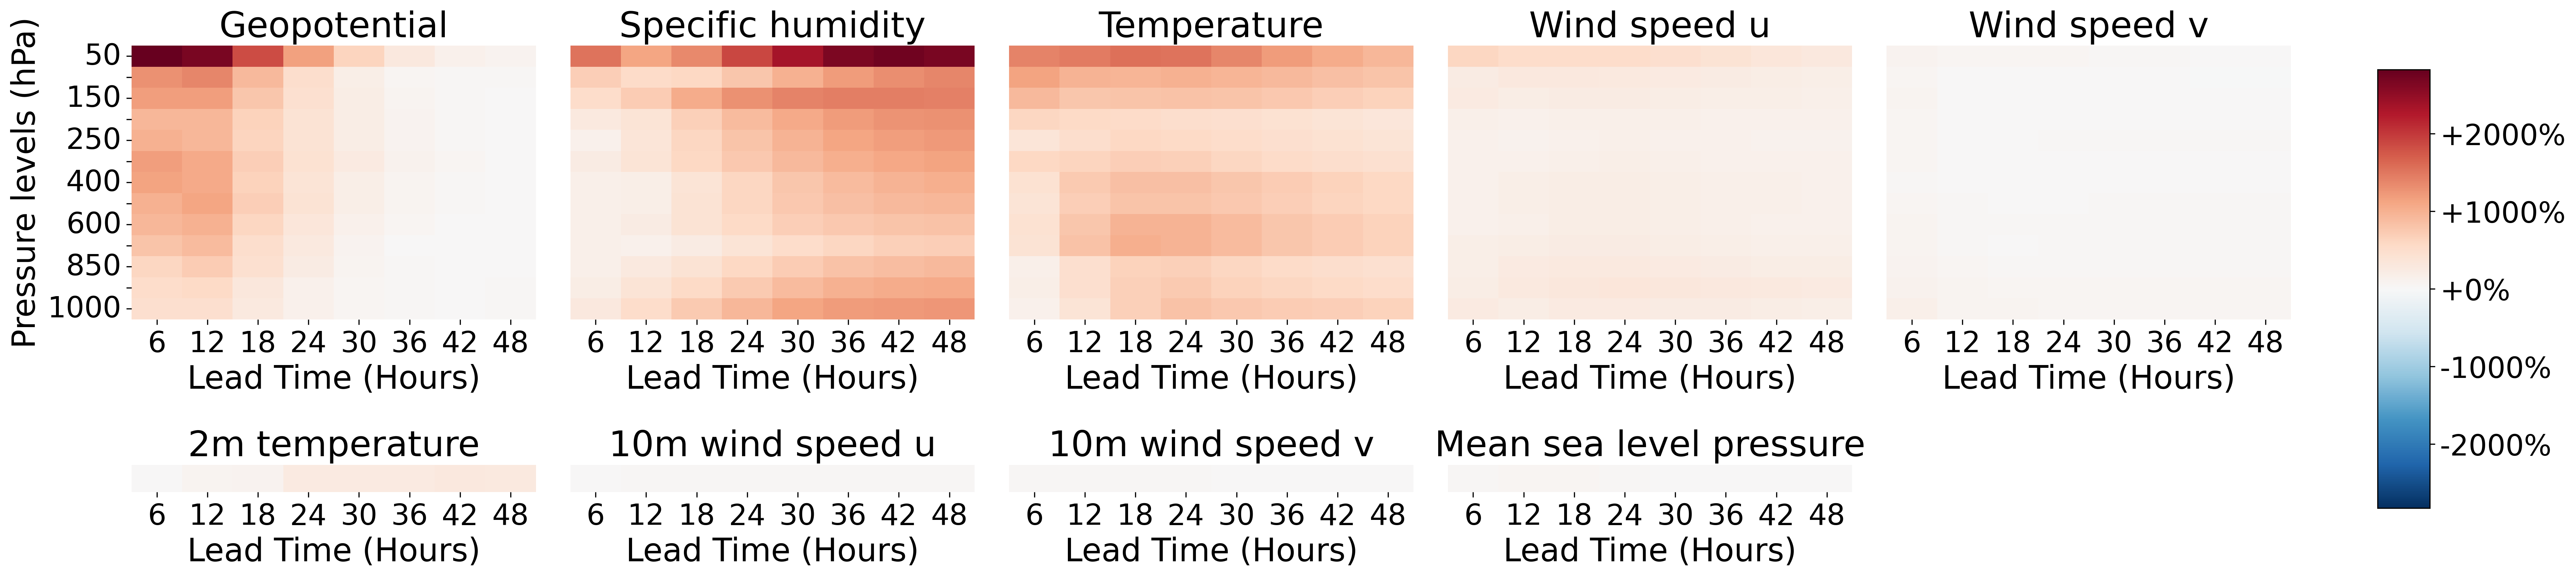 Geopotential
Specific humidity
Temperature
Wind speed u
Wind speed v
Pressure levels (hPa)
50
150
250
400
600
850
1000
6 12 18 24 30 36 42 48
6 12 18 24 30 36 42 48
6 12 18 24 30 36 42 48
6 12 18 24 30 36 42 48
6 12 18 24 30 36 42 48
Lead Time (Hours)
Lead Time (Hours)
Lead Time (Hours)
Lead Time (Hours)
Lead Time (Hours)
+2000%
+1000%
+0%
-1000%
-2000%
2m temperature
10m wind speed u
10m wind speed v
Mean sea level pressure
6 12 18 24 30 36 42 48
6 12 18 24 30 36 42 48
6 12 18 24 30 36 42 48
6 12 18 24 30 36 42 48
Lead Time (Hours)
Lead Time (Hours)
Lead Time (Hours)
Lead Time (Hours)